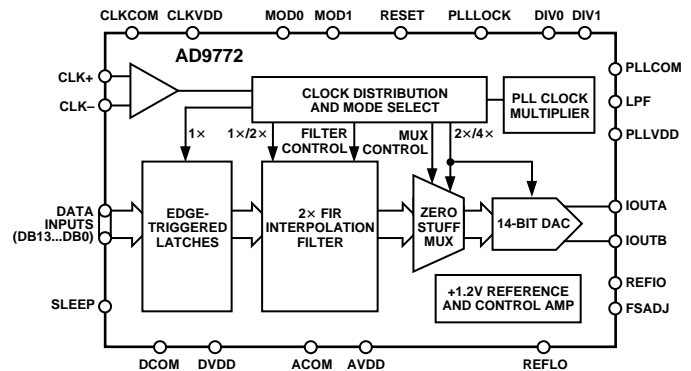 CLKCOM CLKVDD MOD0 MOD1 RESET PLLLOCK DIV0 DIV1
AD9772
CLK+
CLK–
CLOCK DISTRIBUTION
AND MODE SELECT
PLL CLOCK
MULTIPLIER
PLLCOM
LPF
PLLVDD
1× 1×/2× FILTER CONTROL MUX CONTROL 2×/4×
DATA
INPUTS
(DB13...DB0)
EDGE-
TRIGGERED
LATCHES
2× FIR
INTERPOLATION
FILTER
ZERO
STUFF
MUX
14-BIT DAC
IOUTA
IOUTB
+1.2V REFERENCE
AND CONTROL AMP
REFIO
FSADJ
SLEEP
DCOM DVDD ACOM AVDD REFLO